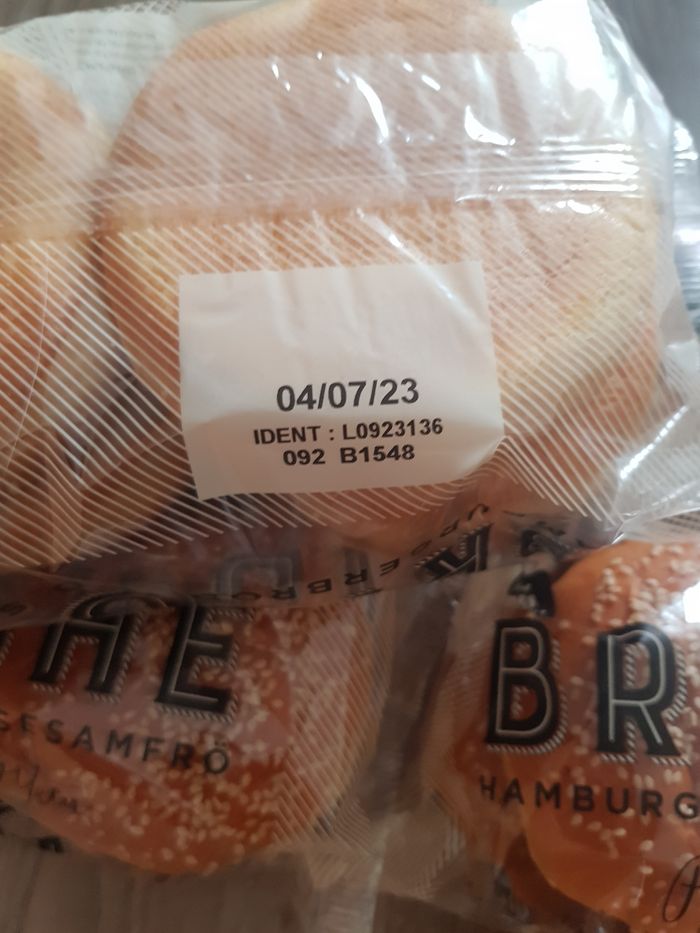 04/07/23
IDENT : L0923136
092 B1548
HE
SESAMFRÖ
BR
HAMBURG